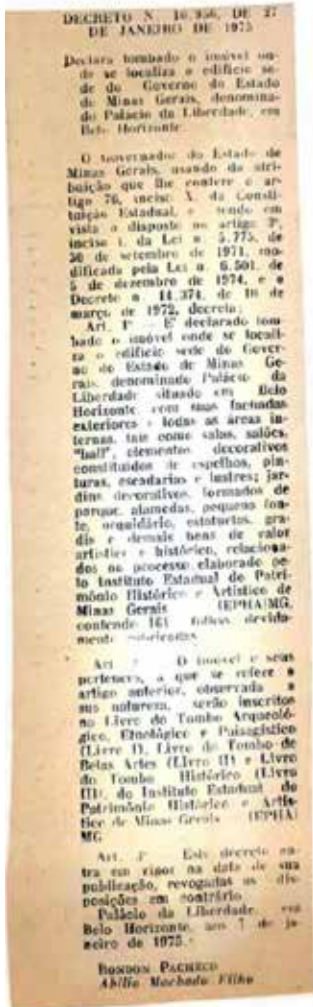 DECRETO N. 16.956, DE 27
DE JANEIRO DE 1975
Declara tombado o imóvel on-
de se localiza o edifício se-
de do Governo do Estado
de Minas Gerais, denomina-
do Palácio da Liberdade, em
Belo Horizonte.
O Governador do Estado de
Minas Gerais, usando da atri-
buição que lhe confere o ar-
tigo 76, inciso X, da Consti-
tuição Estadual, e tendo em
vista o disposto no artigo 3º,
inciso I, da Lei n. 5.775, de
30 de setembro de 1971, mo-
dificada pela Lei n. 6.501, de
5 de dezembro de 1974, e o
Decreto n. 14.374, de 10 de
março de 1972, decreta:
Art. 1º E' declarado tom-
bado o imóvel onde se locali-
za o edifício sede do Gover-
no do Estado de Minas Ge-
rais, denominado Palácio da
Liberdade situado em Belo
Horizonte com suas fachadas
exteriores e todas as áreas in-
ternas, tais como salas, salões,
"hall", elementos decorativos
constituídos de espelhos, pin-
turas, escadarias e lustres; jar-
dins decorativos, formados de
parque, alamedas, pequena fon-
te, orquidário, estatuetas, gra-
dis e demais bens de valor
artístico e histórico, relaciona-
dos no processo elaborado pe-
lo Instituto Estadual do Patri-
mônio Histórico e Artístico de
Minas Gerais (IEPHA)MG,
contendo 161 folhas devida-
mente rubricadas
Art. O imóvel e seus
pertences, a que se refere o
artigo anterior, observada a
sua natureza, serão inscritos
no Livro do Tombo Arqueoló-
gico, Etnológico e Paisagístico
(Livro I), Livro de Tombo de
Belas Artes (Livro II) e Livro
do Tombo Histórico (Livro
III), do Instituto Estadual do
Patrimônio Histórico e Artís-
tico de Minas Gerais (IEPHA)
MG
Art. 3º Este decreto en-
tra em vigor na data de sua
publicação, revogadas as dis-
posições em contrário
Palácio da Liberdade, em
Belo Horizonte, aos 7 de ja-
neiro de 1975.
RONDON PACHECO
Abílio Machado Filho